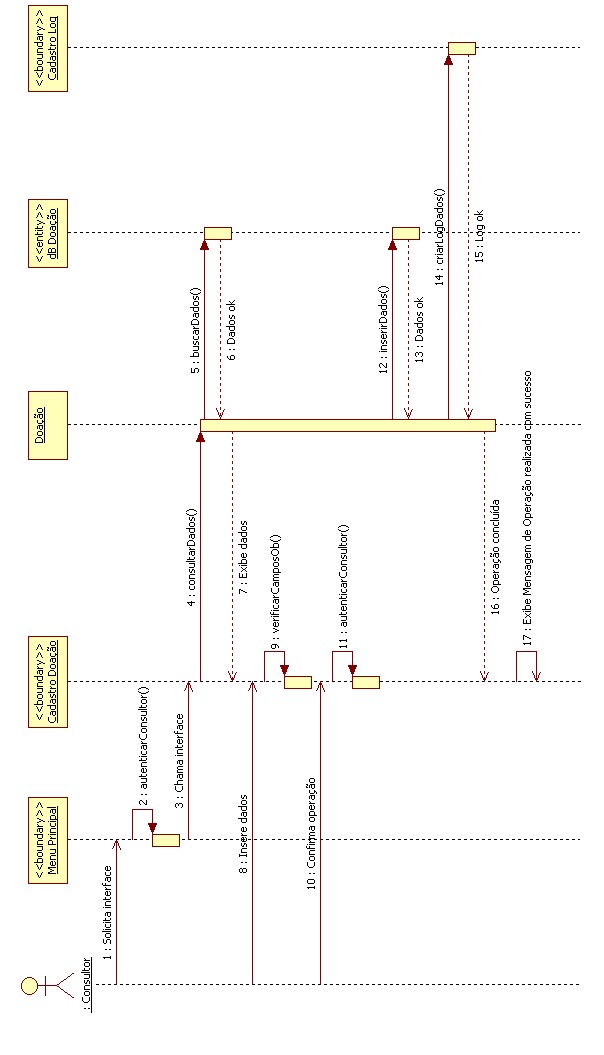 : Consultor
<<boundary>>
Menu Principal
<<boundary>>
Cadastro Doação
Doação
<<entity>>
dB Doação
<<boundary>>
Cadastro Log
1 : Solicita interface
2 : autenticarConsultor()
3 : Chama interface
4 : consultarDados()
5 : buscarDados()
6 : Dados ok
7 : Exibe dados
8 : Insere dados
9 : verificarCamposOb()
10 : Confirma operação
11 : autenticarConsultor()
12 : inserirDados()
13 : Dados ok
14 : criarLogDados()
15 : Log ok
16 : Operação concluída
17 : Exibe Mensagem de Operação realizada com sucesso